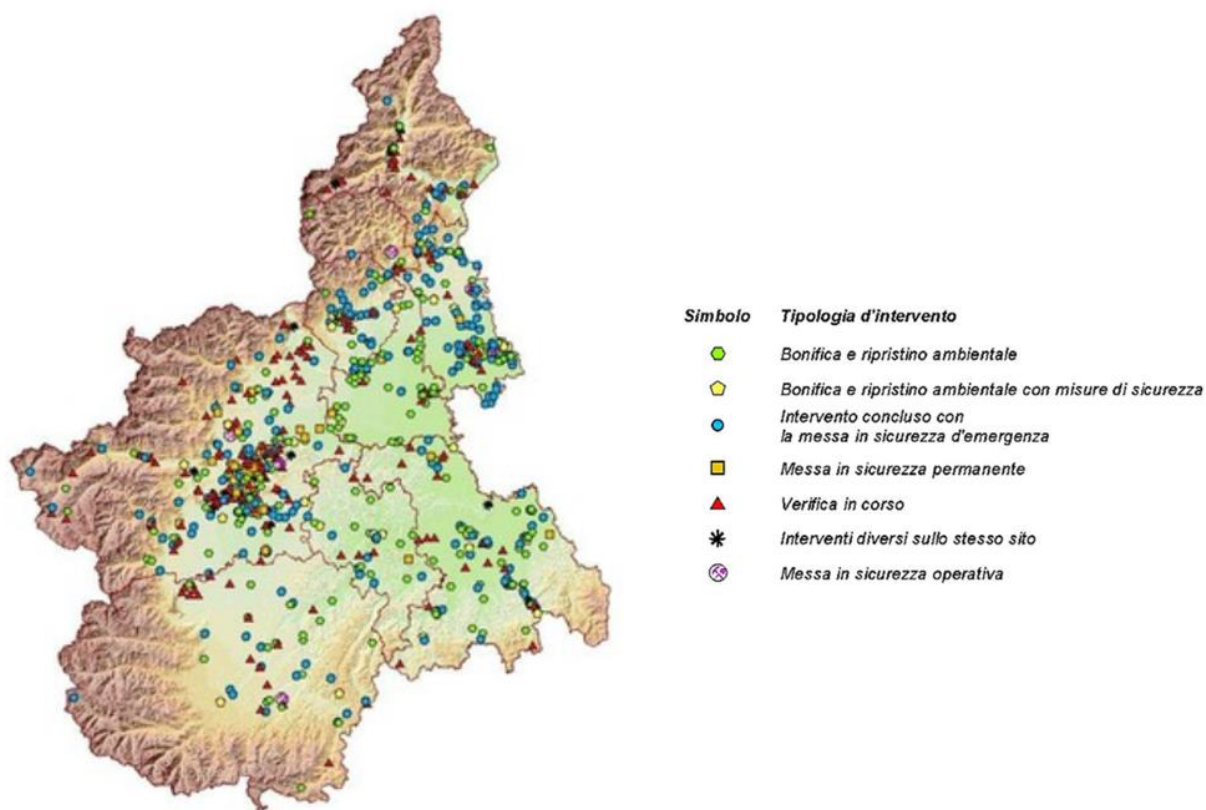 Simbolo Tipologia d'intervento
Bonifica e ripristino ambientale
Bonifica e ripristino ambientale con misure di sicurezza
Intervento concluso con
la messa in sicurezza d'emergenza
Messa in sicurezza permanente
Verifica in corso
Interventi diversi sullo stesso sito
Messa in sicurezza operativa